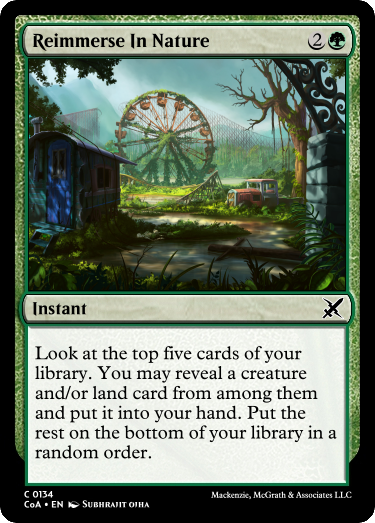 Reimmerse In Nature 2
Instant
Look at the top five cards of your
library. You may reveal a creature
and/or land card from among them
and put it into your hand. Put the
rest on the bottom of your library in a
random order.
C 0134
Mackenzie, McGrath & Associates LLC
CoA • EN Subhrajit Ojha